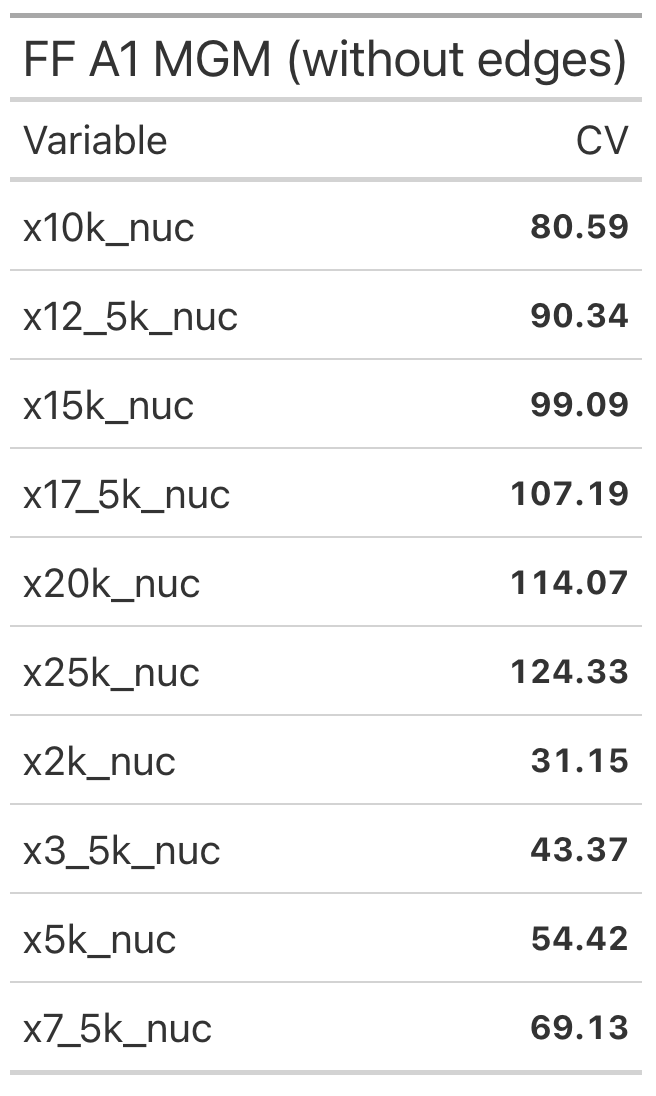 FF A1 MGM (without edges)
Variable CV
x10k_nuc 80.59
x12_5k_nuc 90.34
x15k_nuc 99.09
x17_5k_nuc 107.19
x20k_nuc 114.07
x25k_nuc 124.33
x2k_nuc 31.15
x3_5k_nuc 43.37
x5k_nuc 54.42
x7_5k_nuc 69.13